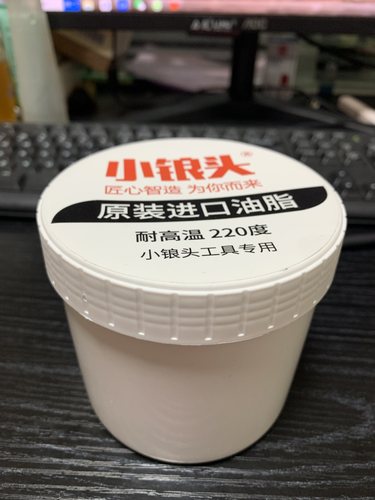 小锒头®
匠心智造 为你而来
原装进口油脂
耐高温 220度
小锒头工具专用